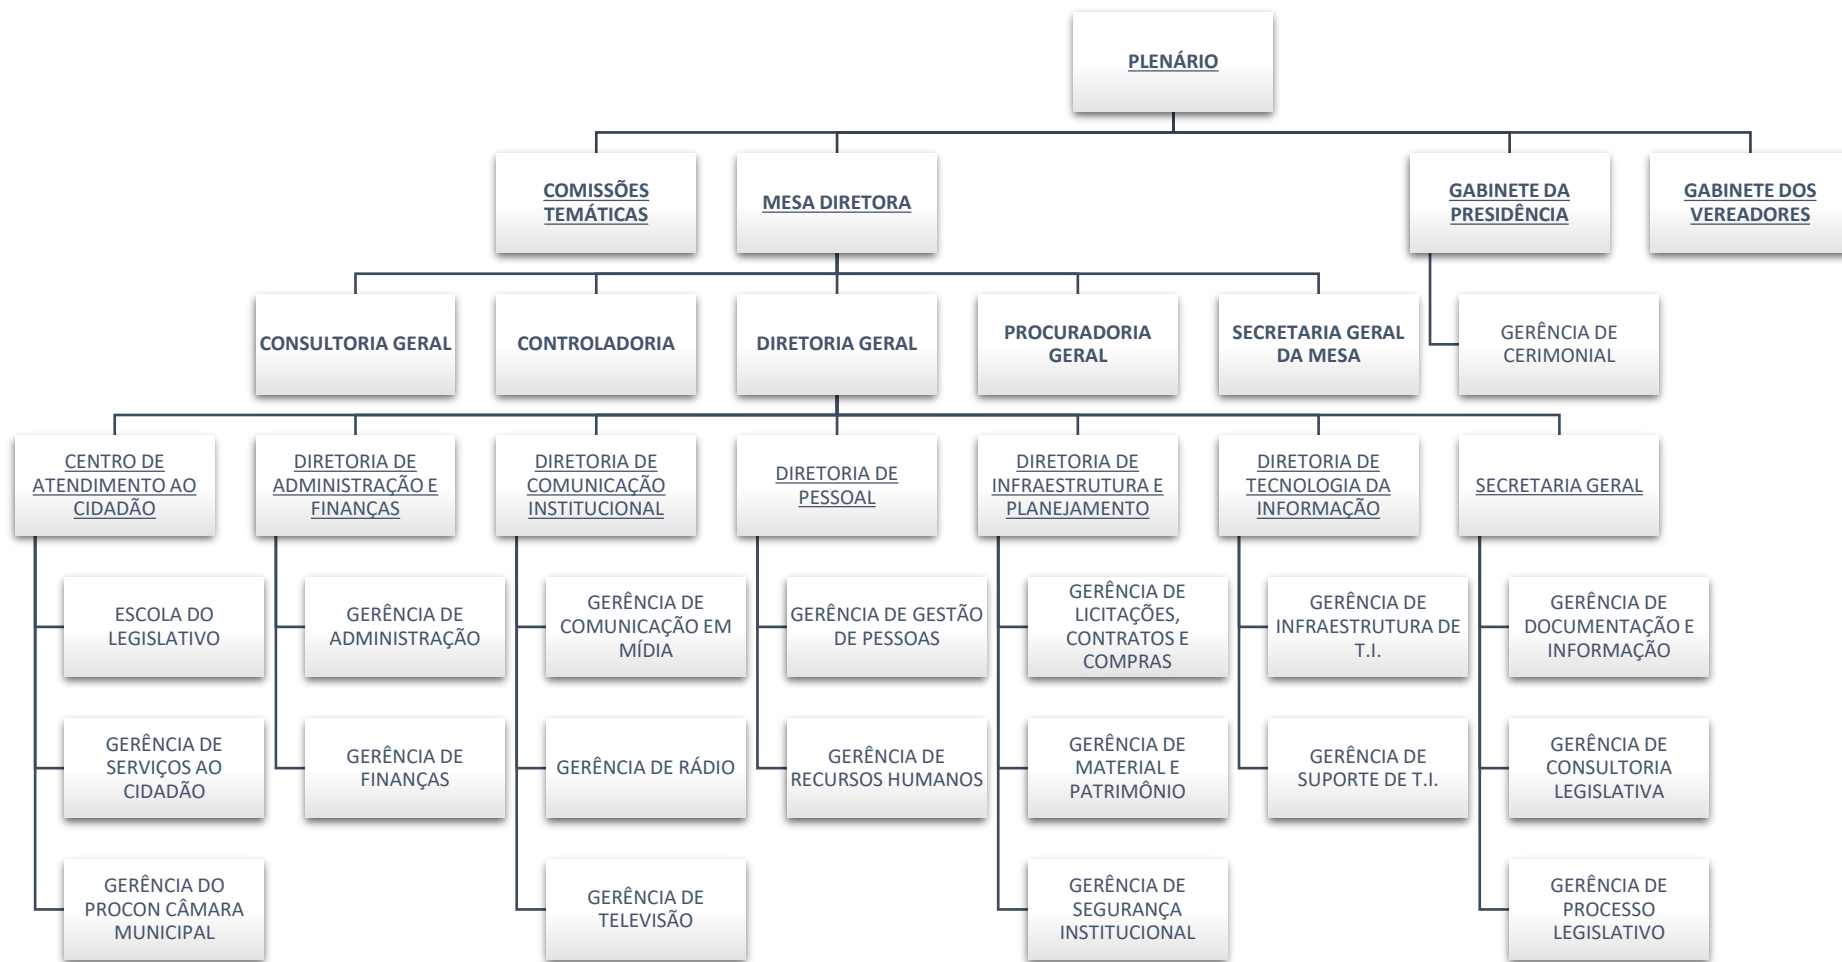 PLENÁRIO
COMISSÕES
TEMÁTICAS
MESA DIRETORA
GABINETE DA
PRESIDÊNCIA
GABINETE DOS
VEREADORES
CONSULTORIA GERAL
CONTROLADORIA
DIRETORIA GERAL
PROCURADORIA
GERAL
SECRETARIA GERAL
DA MESA
GERÊNCIA DE
CERIMONIAL
CENTRO DE
ATENDIMENTO AO
CIDADÃO
DIRETORIA DE
ADMINISTRAÇÃO E
FINANÇAS
DIRETORIA DE
COMUNICAÇÃO
INSTITUCIONAL
DIRETORIA DE
PESSOAL
DIRETORIA DE
INFRAESTRUTURA E
PLANEJAMENTO
DIRETORIA DE
TECNOLOGIA DA
INFORMAÇÃO
SECRETARIA GERAL
ESCOLA DO
LEGISLATIVO
GERÊNCIA DE
ADMINISTRAÇÃO
GERÊNCIA DE
COMUNICAÇÃO EM
MÍDIA
GERÊNCIA DE GESTÃO
DE PESSOAS
GERÊNCIA DE
LICITAÇÕES,
CONTRATOS E
COMPRAS
GERÊNCIA DE
INFRAESTRUTURA DE
T.I.
GERÊNCIA DE
DOCUMENTAÇÃO E
INFORMAÇÃO
GERÊNCIA DE
SERVIÇOS AO
CIDADÃO
GERÊNCIA DE
FINANÇAS
GERÊNCIA DE RÁDIO
GERÊNCIA DE
RECURSOS HUMANOS
GERÊNCIA DE
MATERIAL E
PATRIMÔNIO
GERÊNCIA DE
SUPORTE DE T.I.
GERÊNCIA DE
CONSULTORIA
LEGISLATIVA
GERÊNCIA DO
PROCON CÂMARA
MUNICIPAL
GERÊNCIA DE
TELEVISÃO
GERÊNCIA DE
SEGURANÇA
INSTITUCIONAL
GERÊNCIA DE
PROCESSO
LEGISLATIVO